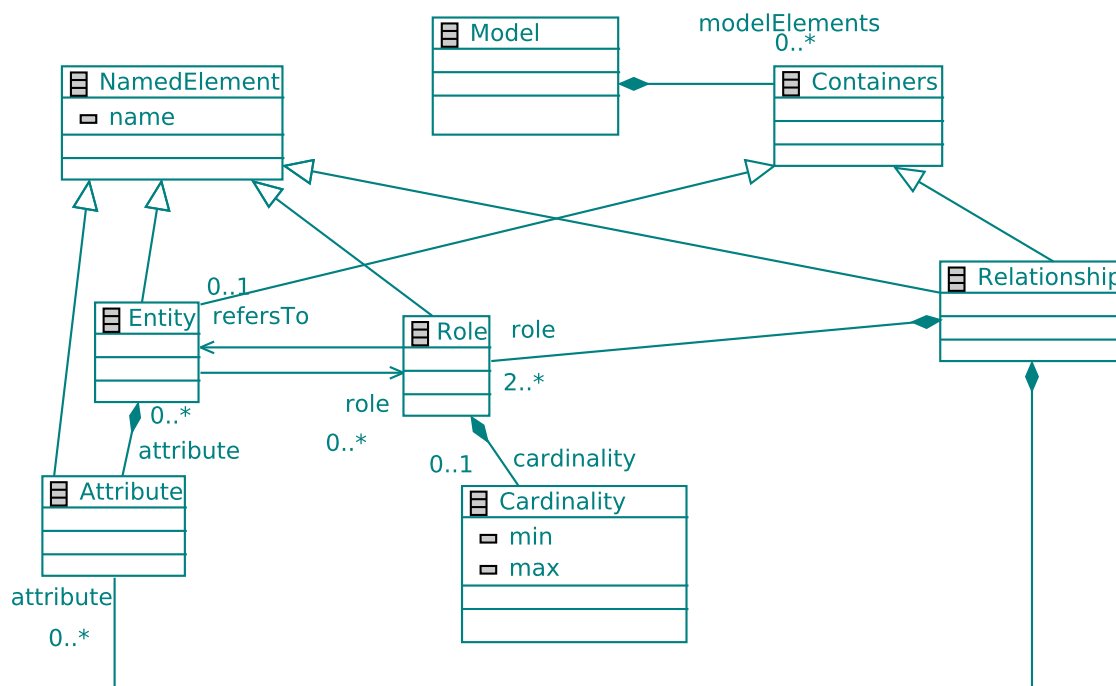 Model
modelElements
0..*
NamedElement
name
Containers
Relationship
0..1
refersTo
Entity
Role
role
2..*
role
0..*
0..*
attribute
0..1
cardinality
Attribute
Cardinality
min
max
attribute
0..*